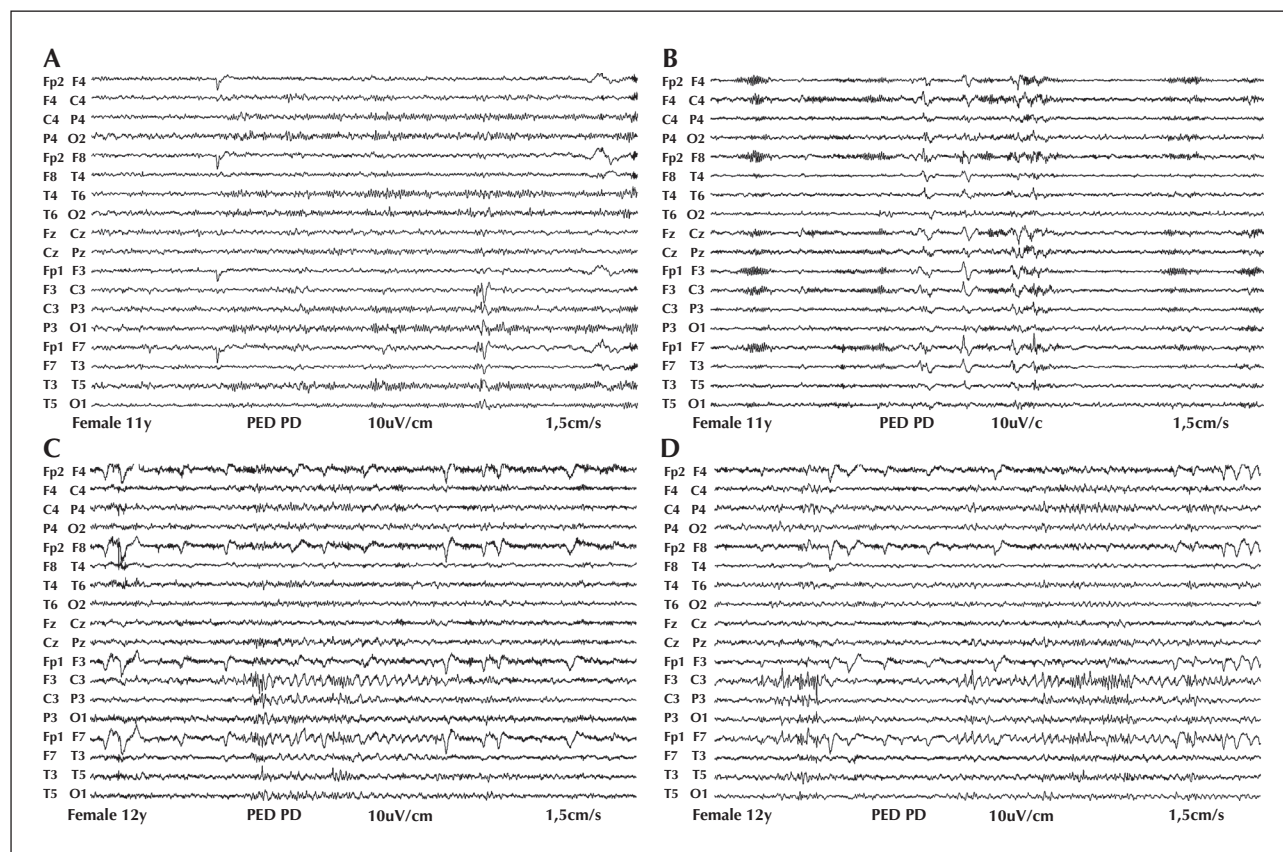 A
Fp2 F4
F4 C4
C4 P4
P4 O2
Fp2 F8
F8 T4
T4 T6
T6 O2
Fz Cz
Cz Pz
Fp1 F3
F3 C3
C3 P3
P3 O1
Fp1 F7
F7 T3
T3 T5
T5 O1
Female 11y PED PD 10uV/cm 1,5cm/s
B
Fp2 F4
F4 C4
C4 P4
P4 O2
Fp2 F8
F8 T4
T4 T6
T6 O2
Fz Cz
Cz Pz
Fp1 F3
F3 C3
C3 P3
P3 O1
Fp1 F7
F7 T3
T3 T5
T5 O1
Female 11y PED PD 10uV/c 1,5cm/s
C
Fp2 F4
F4 C4
C4 P4
P4 O2
Fp2 F8
F8 T4
T4 T6
T6 O2
Fz Cz
Cz Pz
Fp1 F3
F3 C3
C3 P3
P3 O1
Fp1 F7
F7 T3
T3 T5
T5 O1
Female 12y PED PD 10uV/cm 1,5cm/s
D
Fp2 F4
F4 C4
C4 P4
P4 O2
Fp2 F8
F8 T4
T4 T6
T6 O2
Fz Cz
Cz Pz
Fp1 F3
F3 C3
C3 P3
P3 O1
Fp1 F7
F7 T3
T3 T5
T5 O1
Female 12y PED PD 10uV/cm 1,5cm/s